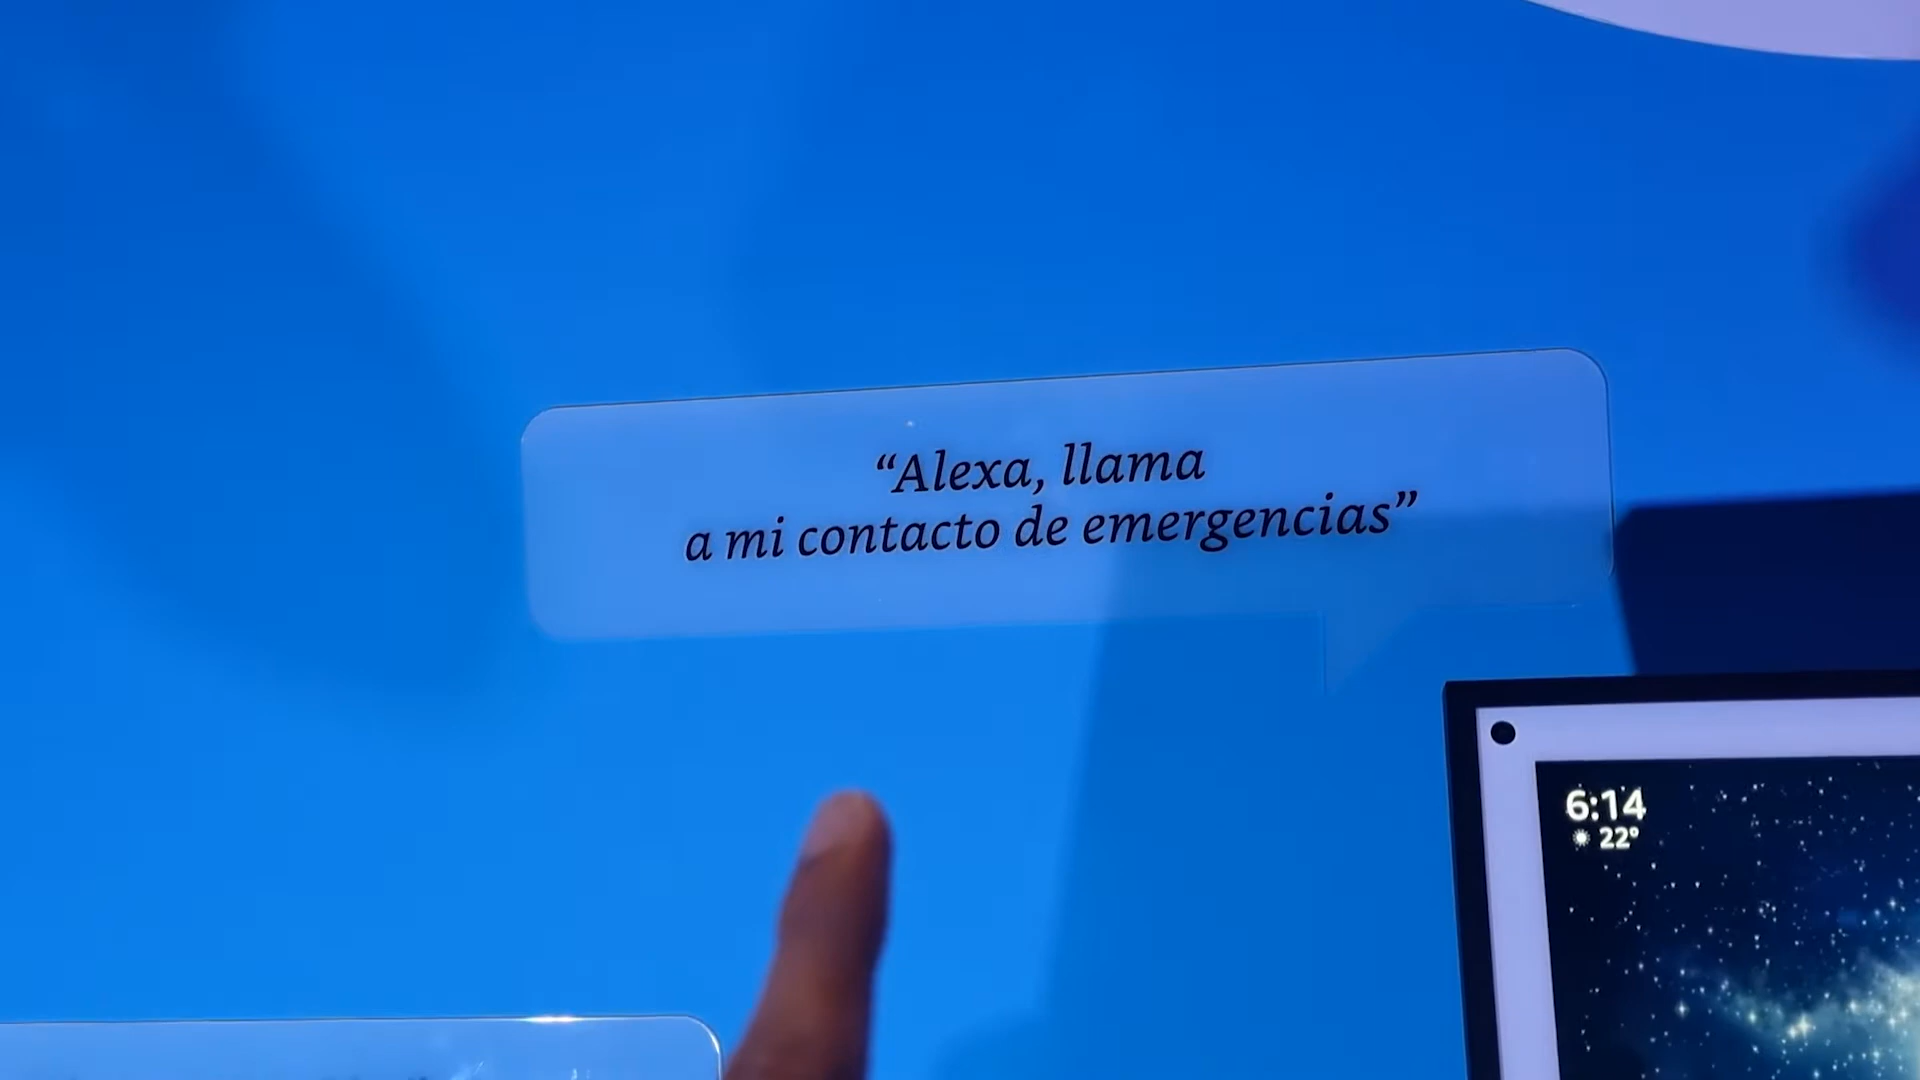 “Alexa, llama
a mi contacto de emergencias”
6:14
22°